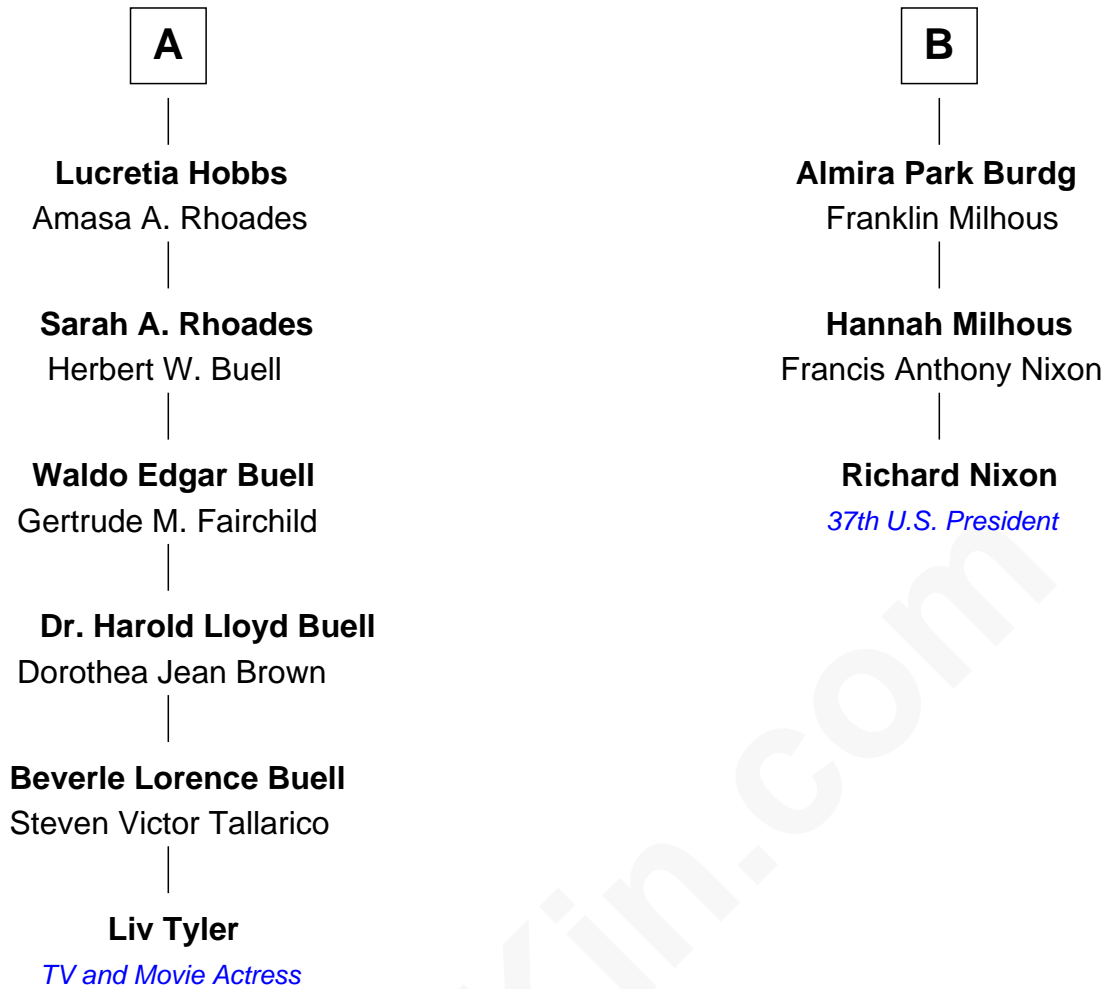 A
Lucretia Hobbs
Amasa A. Rhoades
Sarah A. Rhoades
Herbert W. Buell
Waldo Edgar Buell
Gertrude M. Fairchild
Dr. Harold Lloyd Buell
Dorothea Jean Brown
Beverle Lorence Buell
Steven Victor Tallarico
Liv Tyler
TV and Movie Actress
B
Almira Park Burdg
Franklin Milhous
Hannah Milhous
Francis Anthony Nixon
Richard Nixon
37th U.S. President
Kin.com